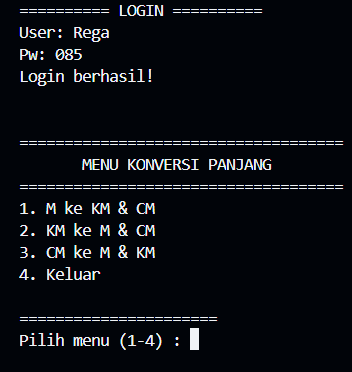 ========== LOGIN ==========
User: Rega
Pw: 085
Login berhasil!
====================================
MENU KONVERSI PANJANG
====================================
1. M ke KM & CM
2. KM ke M & CM
3. CM ke M & KM
4. Keluar
======================
Pilih menu (1-4) :